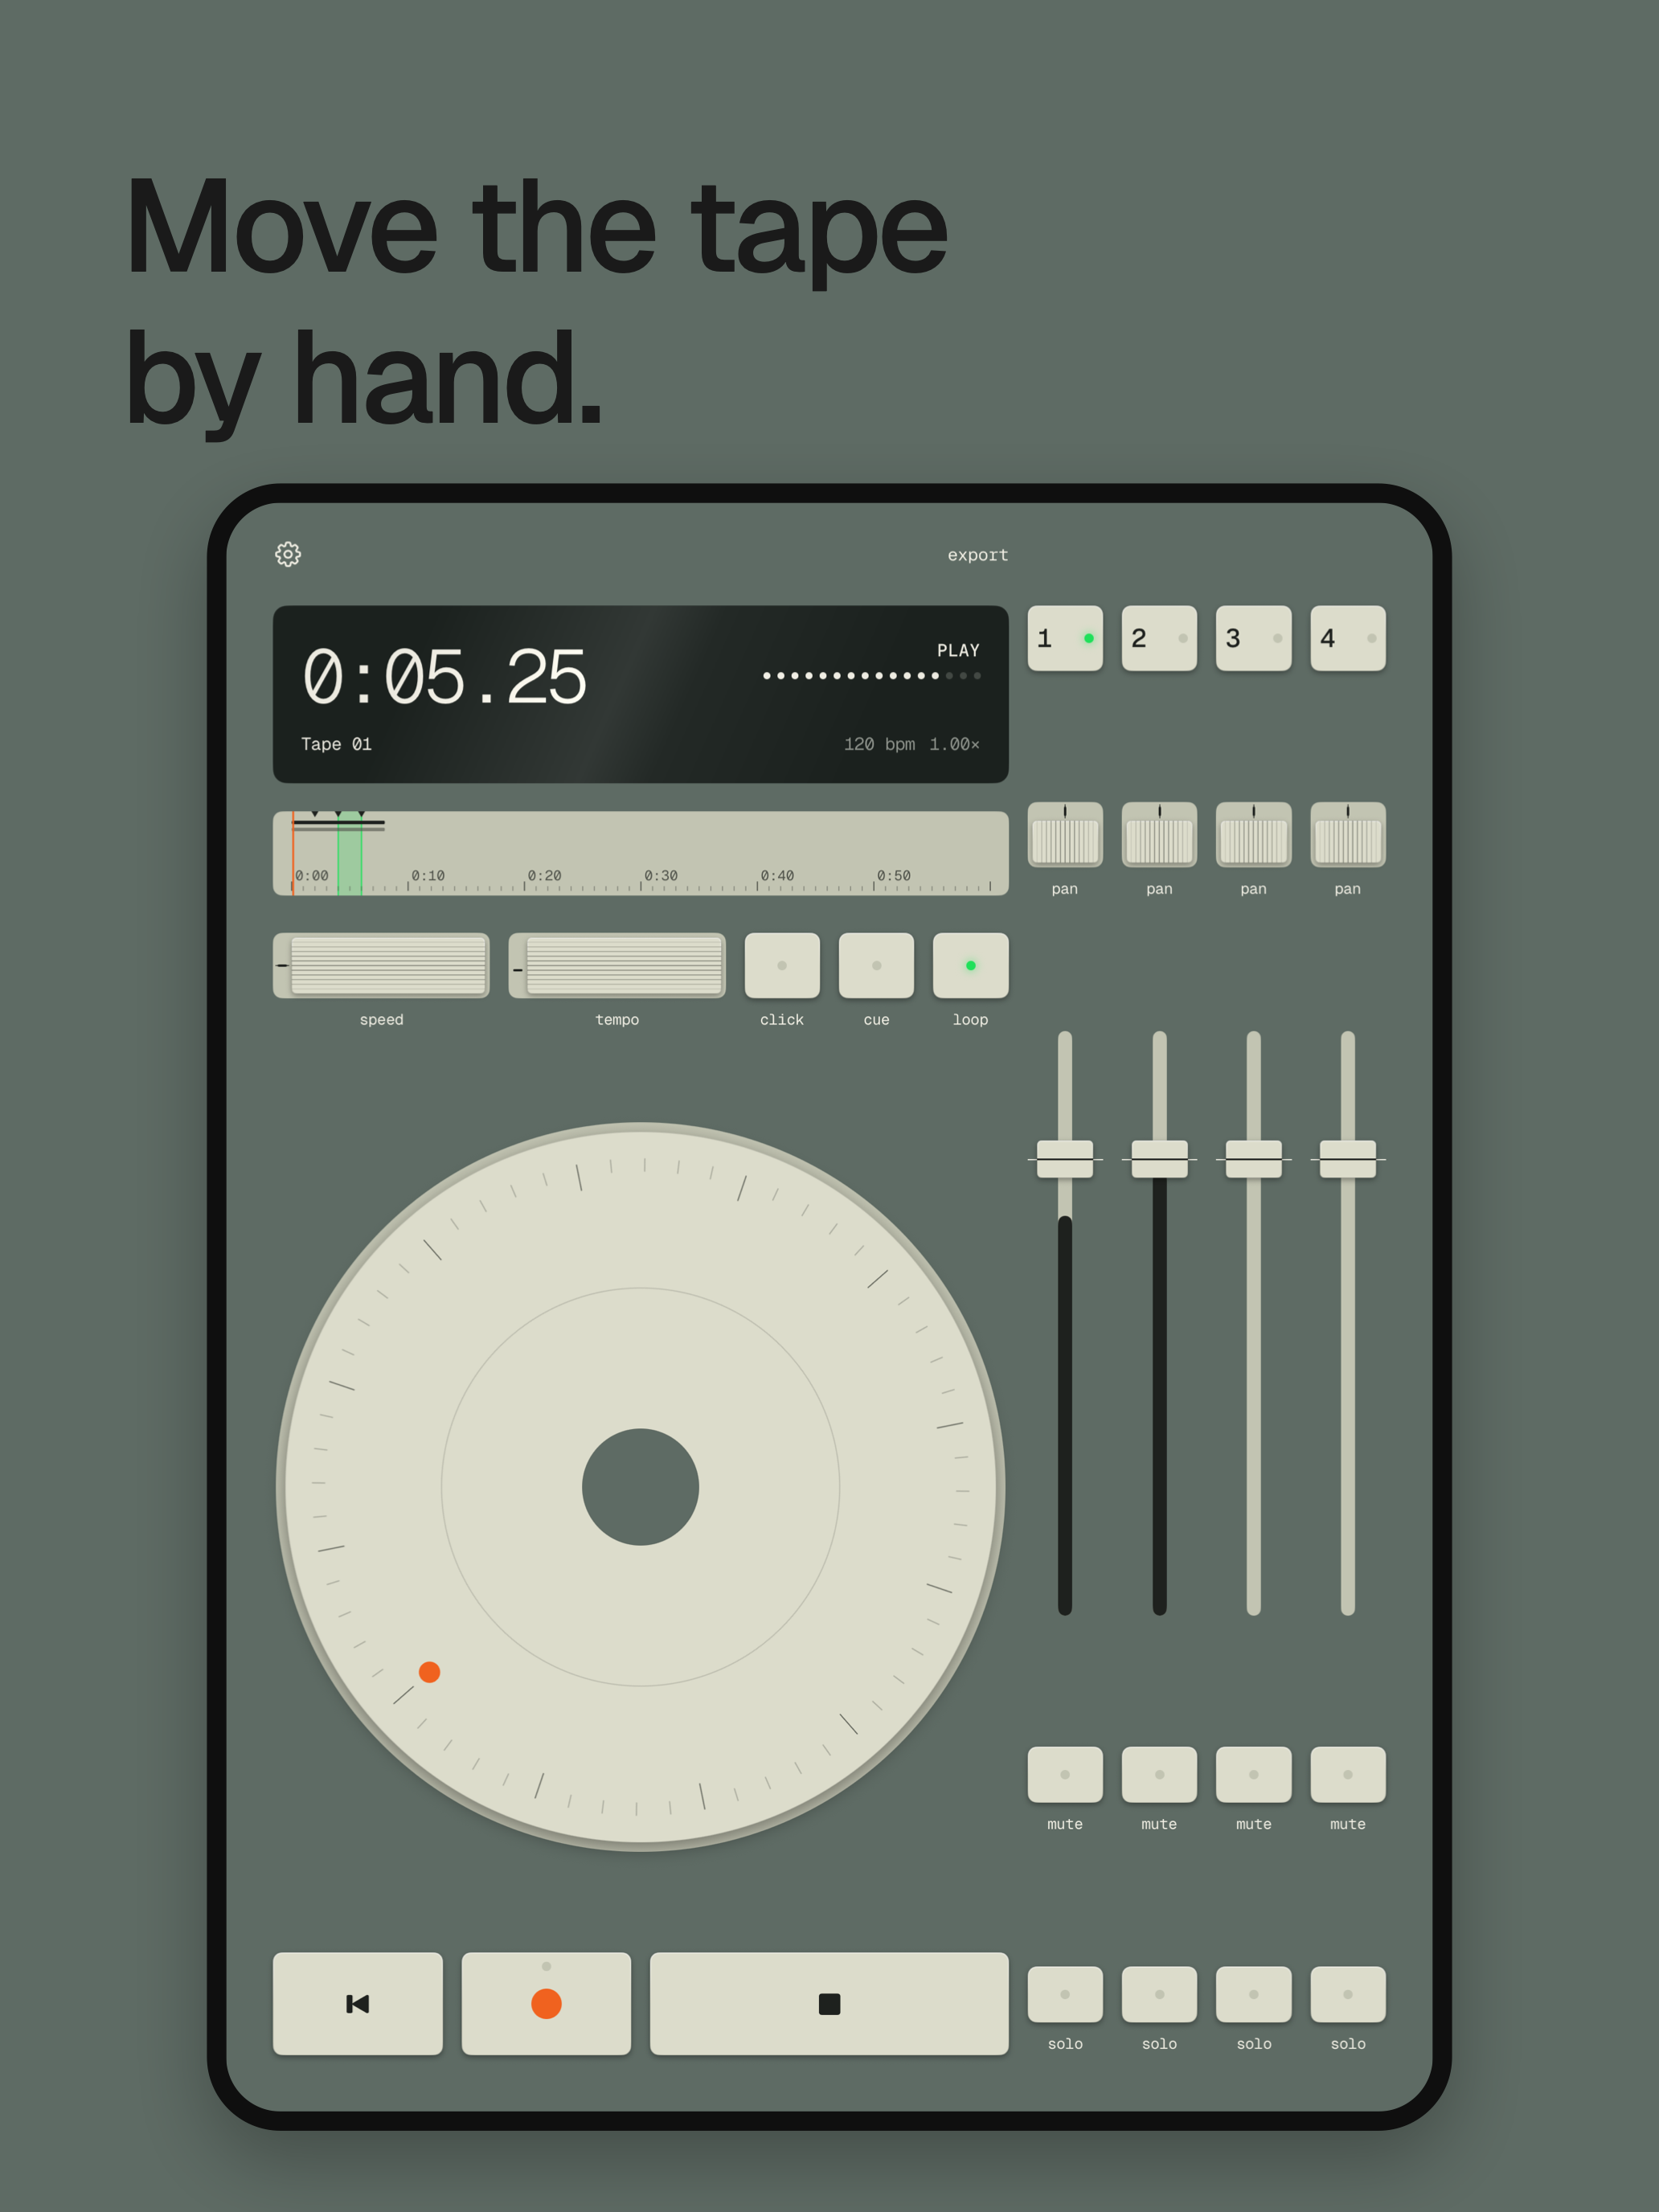 Move the tape
by hand.
export
0:05.25
PLAY
Tape 01
120 bpm 1.00×
1 2 3 4
0:00 0:10 0:20 0:30 0:40 0:50
pan pan pan pan
speed tempo click cue loop
mute mute mute mute
solo solo solo solo